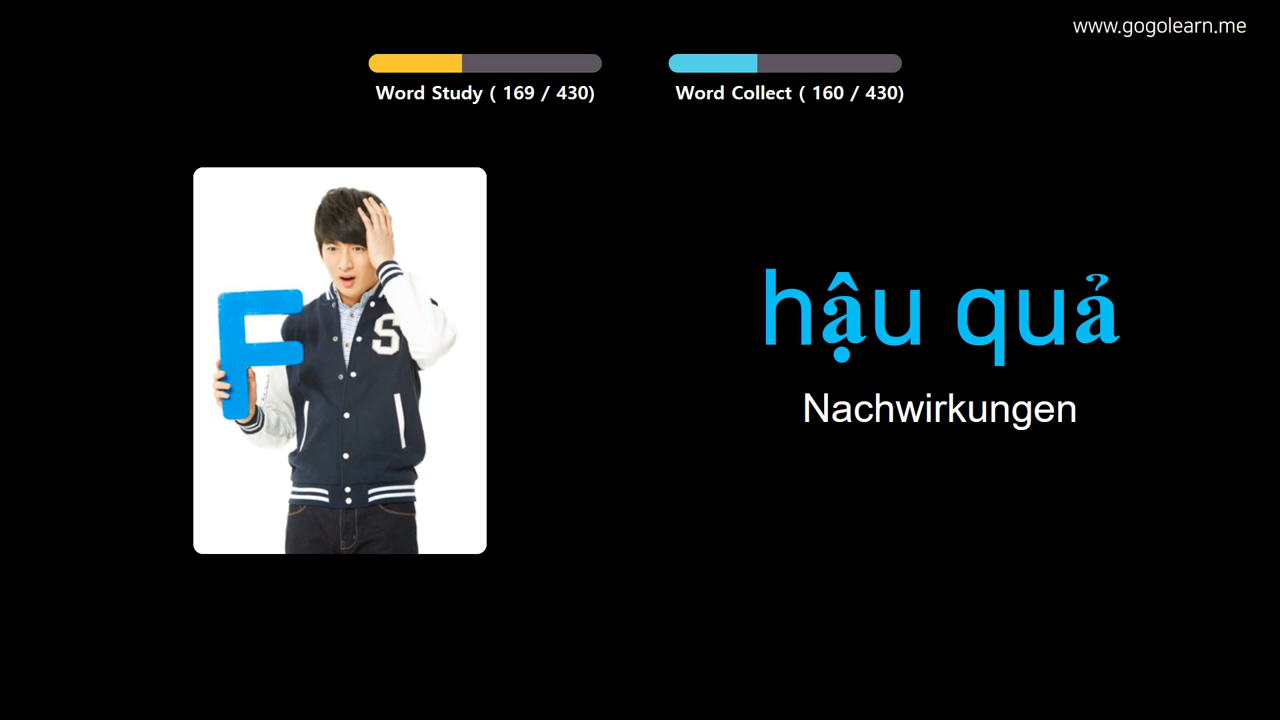 www.gogolearn.me
Word Study ( 169 / 430)
Word Collect ( 160 / 430)
F
S
hậu quả
Nachwirkungen